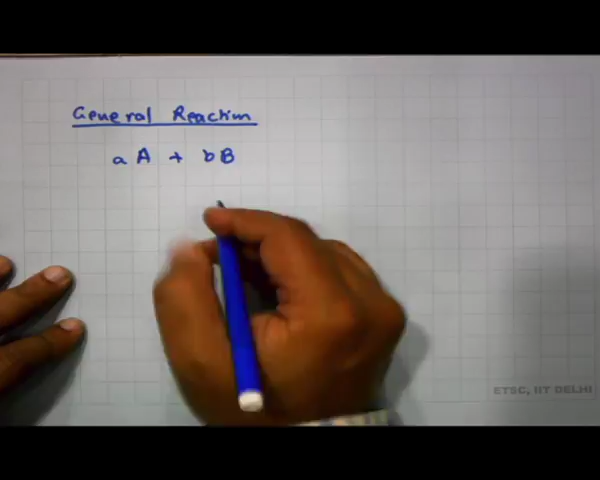 General Reaction
a A + b B
ETSC, IIT DELHI